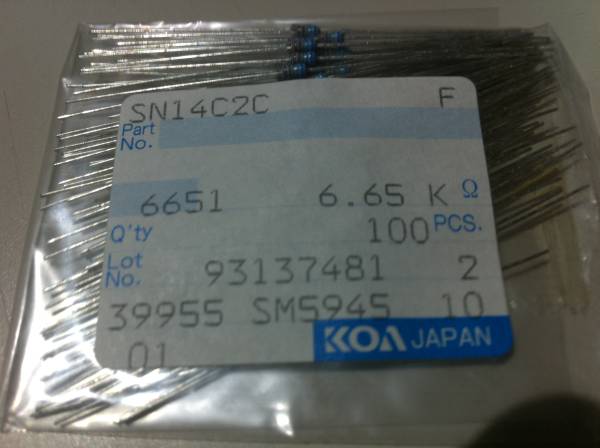 SN14C2C F
Part No.
6651 6.65 K Ω
Q'ty 100 PCS.
Lot No. 93137481 2
39955 SM5945 10
01 KOA JAPAN